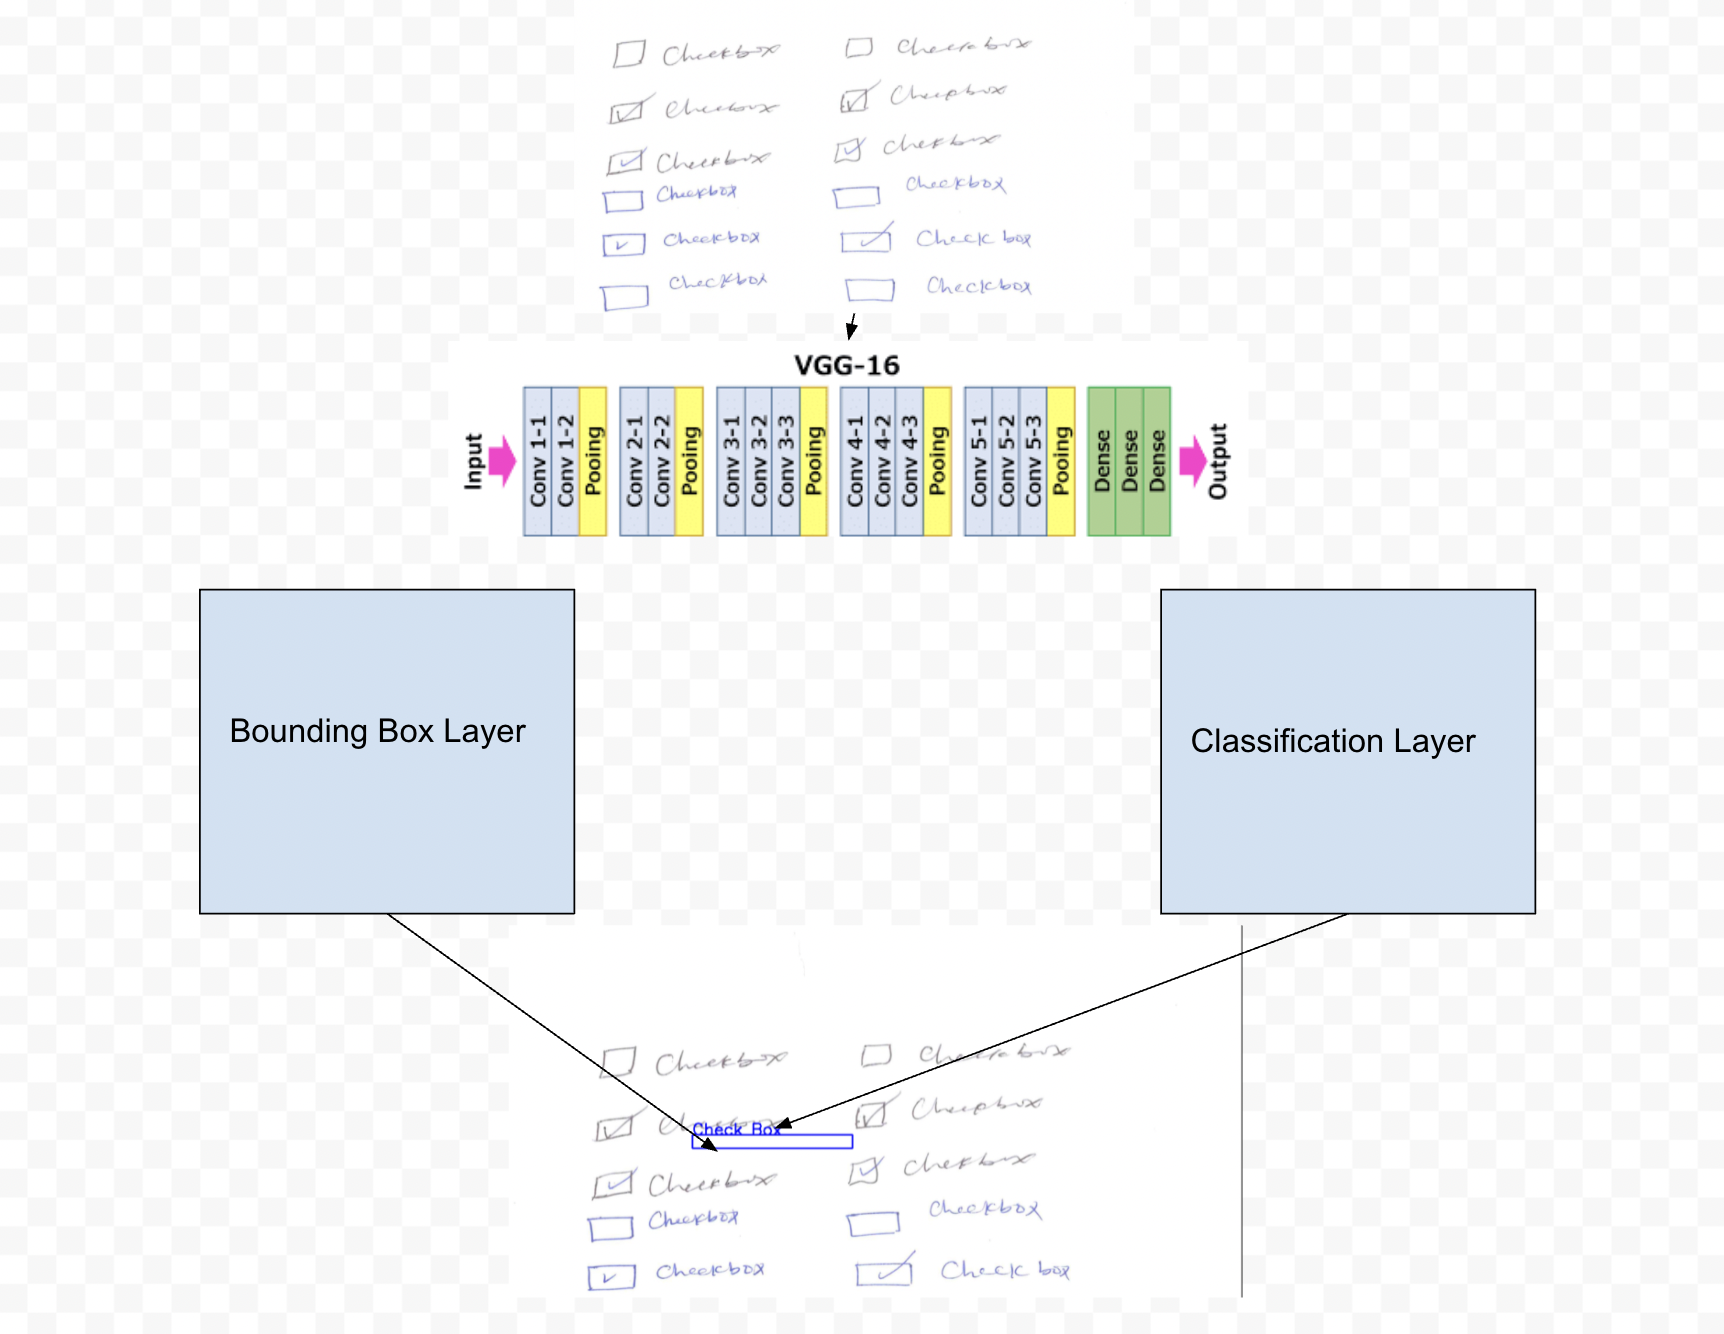 Checkbox Checkbox
Checkbox Checkbox
Checkbox Checkbox
Checkbox Checkbox
Checkbox Check box
Checkbox Checkbox
VGG-16
Input
Conv 1-1
Conv 1-2
Pooing
Conv 2-1
Conv 2-2
Pooing
Conv 3-1
Conv 3-2
Conv 3-3
Pooing
Conv 4-1
Conv 4-2
Conv 4-3
Pooing
Conv 5-1
Conv 5-2
Conv 5-3
Pooing
Dense
Dense
Dense
Output
Bounding Box Layer
Classification Layer
Checkbox Checkbox
Check Box Checkbox
Checkbox Checkbox
Checkbox Checkbox
Checkbox Check box